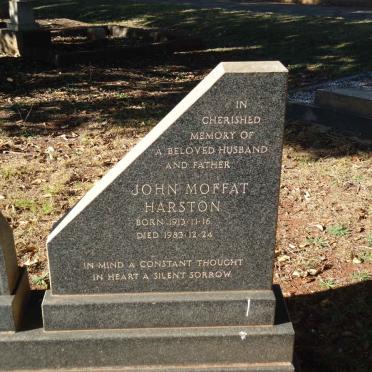 IN
CHERISHED
MEMORY OF
A BELOVED HUSBAND
AND FATHER
JOHN MOFFAT
HARSTON
BORN 1913·11·16
DIED 1983·12·24
IN MIND A CONSTANT THOUGHT
IN HEART A SILENT SORROW